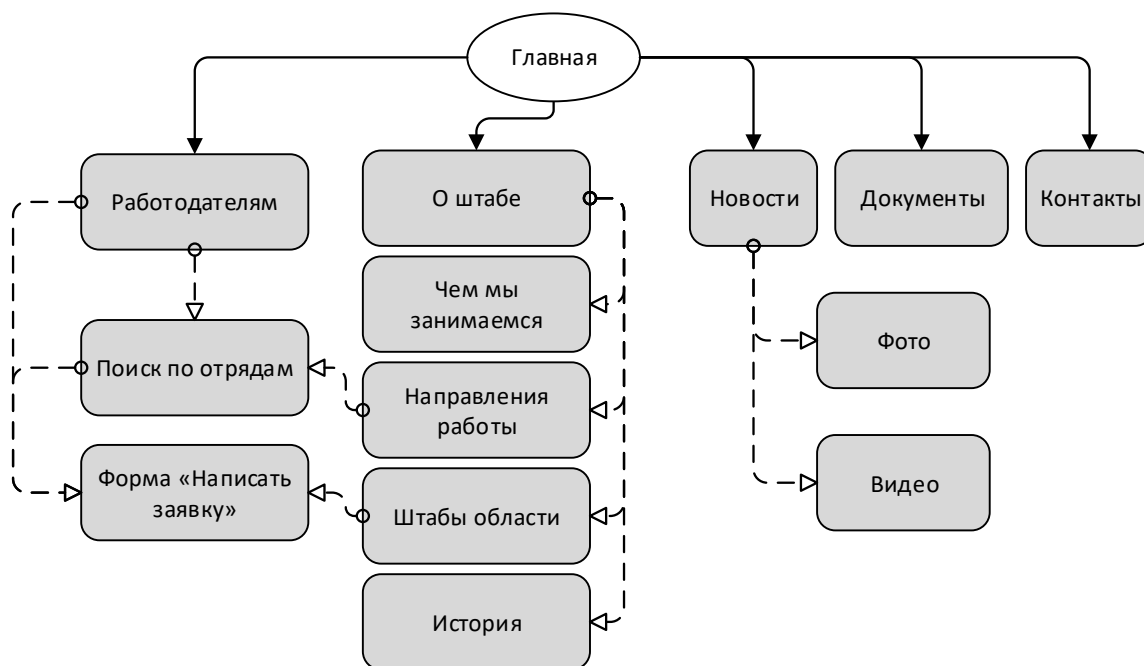 Главная
Работодателям
О штабе
Новости
Документы
Контакты
Чем мы
занимаемся
Поиск по отрядам
Направления
работы
Фото
Форма «Написать
заявку»
Штабы области
Видео
История